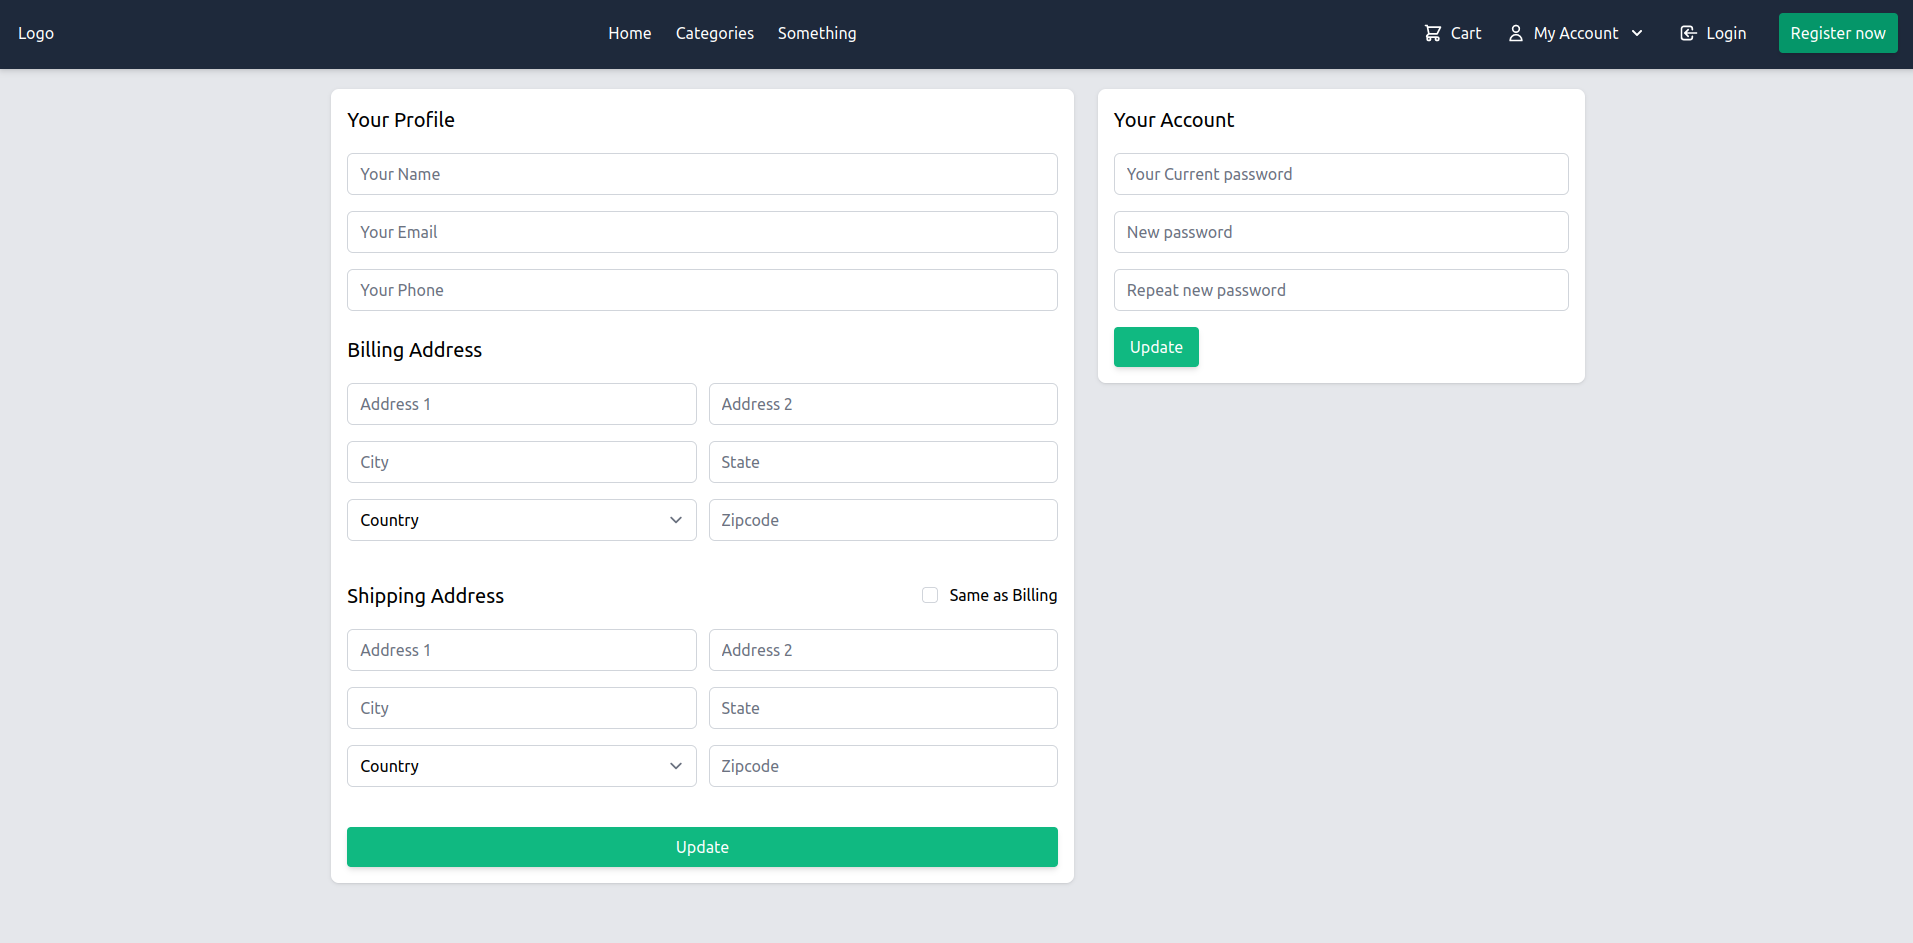 Logo
Home Categories Something
Cart My Account Login Register now
Your Profile
Your Name
Your Email
Your Phone
Billing Address
Address 1 Address 2
City State
Country Zipcode
Shipping Address Same as Billing
Address 1 Address 2
City State
Country Zipcode
Update
Your Account
Your Current password
New password
Repeat new password
Update